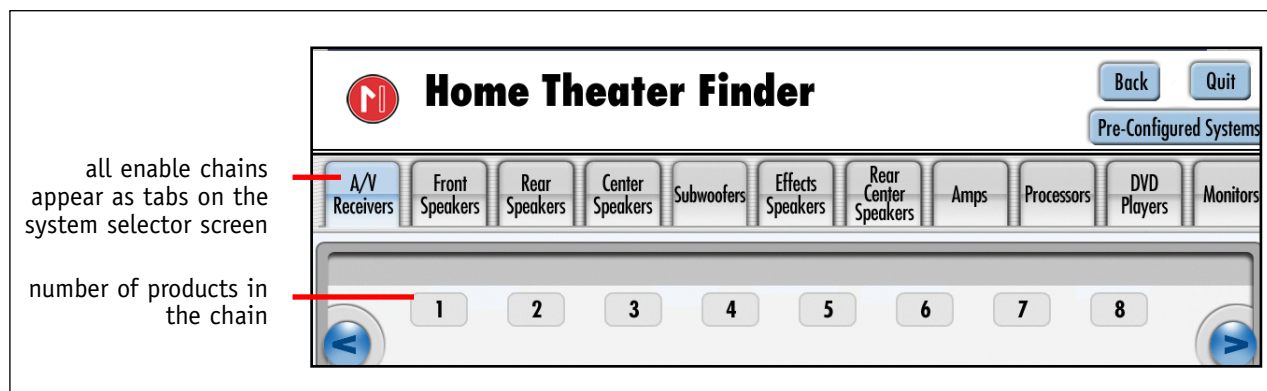 Home Theater Finder
Back
Quit
Pre-Configured Systems
all enable chains
appear as tabs on the
system selector screen
A/V
Receivers
Front
Speakers
Rear
Speakers
Center
Speakers
Subwoofers
Effects
Speakers
Rear
Center
Speakers
Amps
Processors
DVD
Players
Monitors
number of products in
the chain
1 2 3 4 5 6 7 8
< >